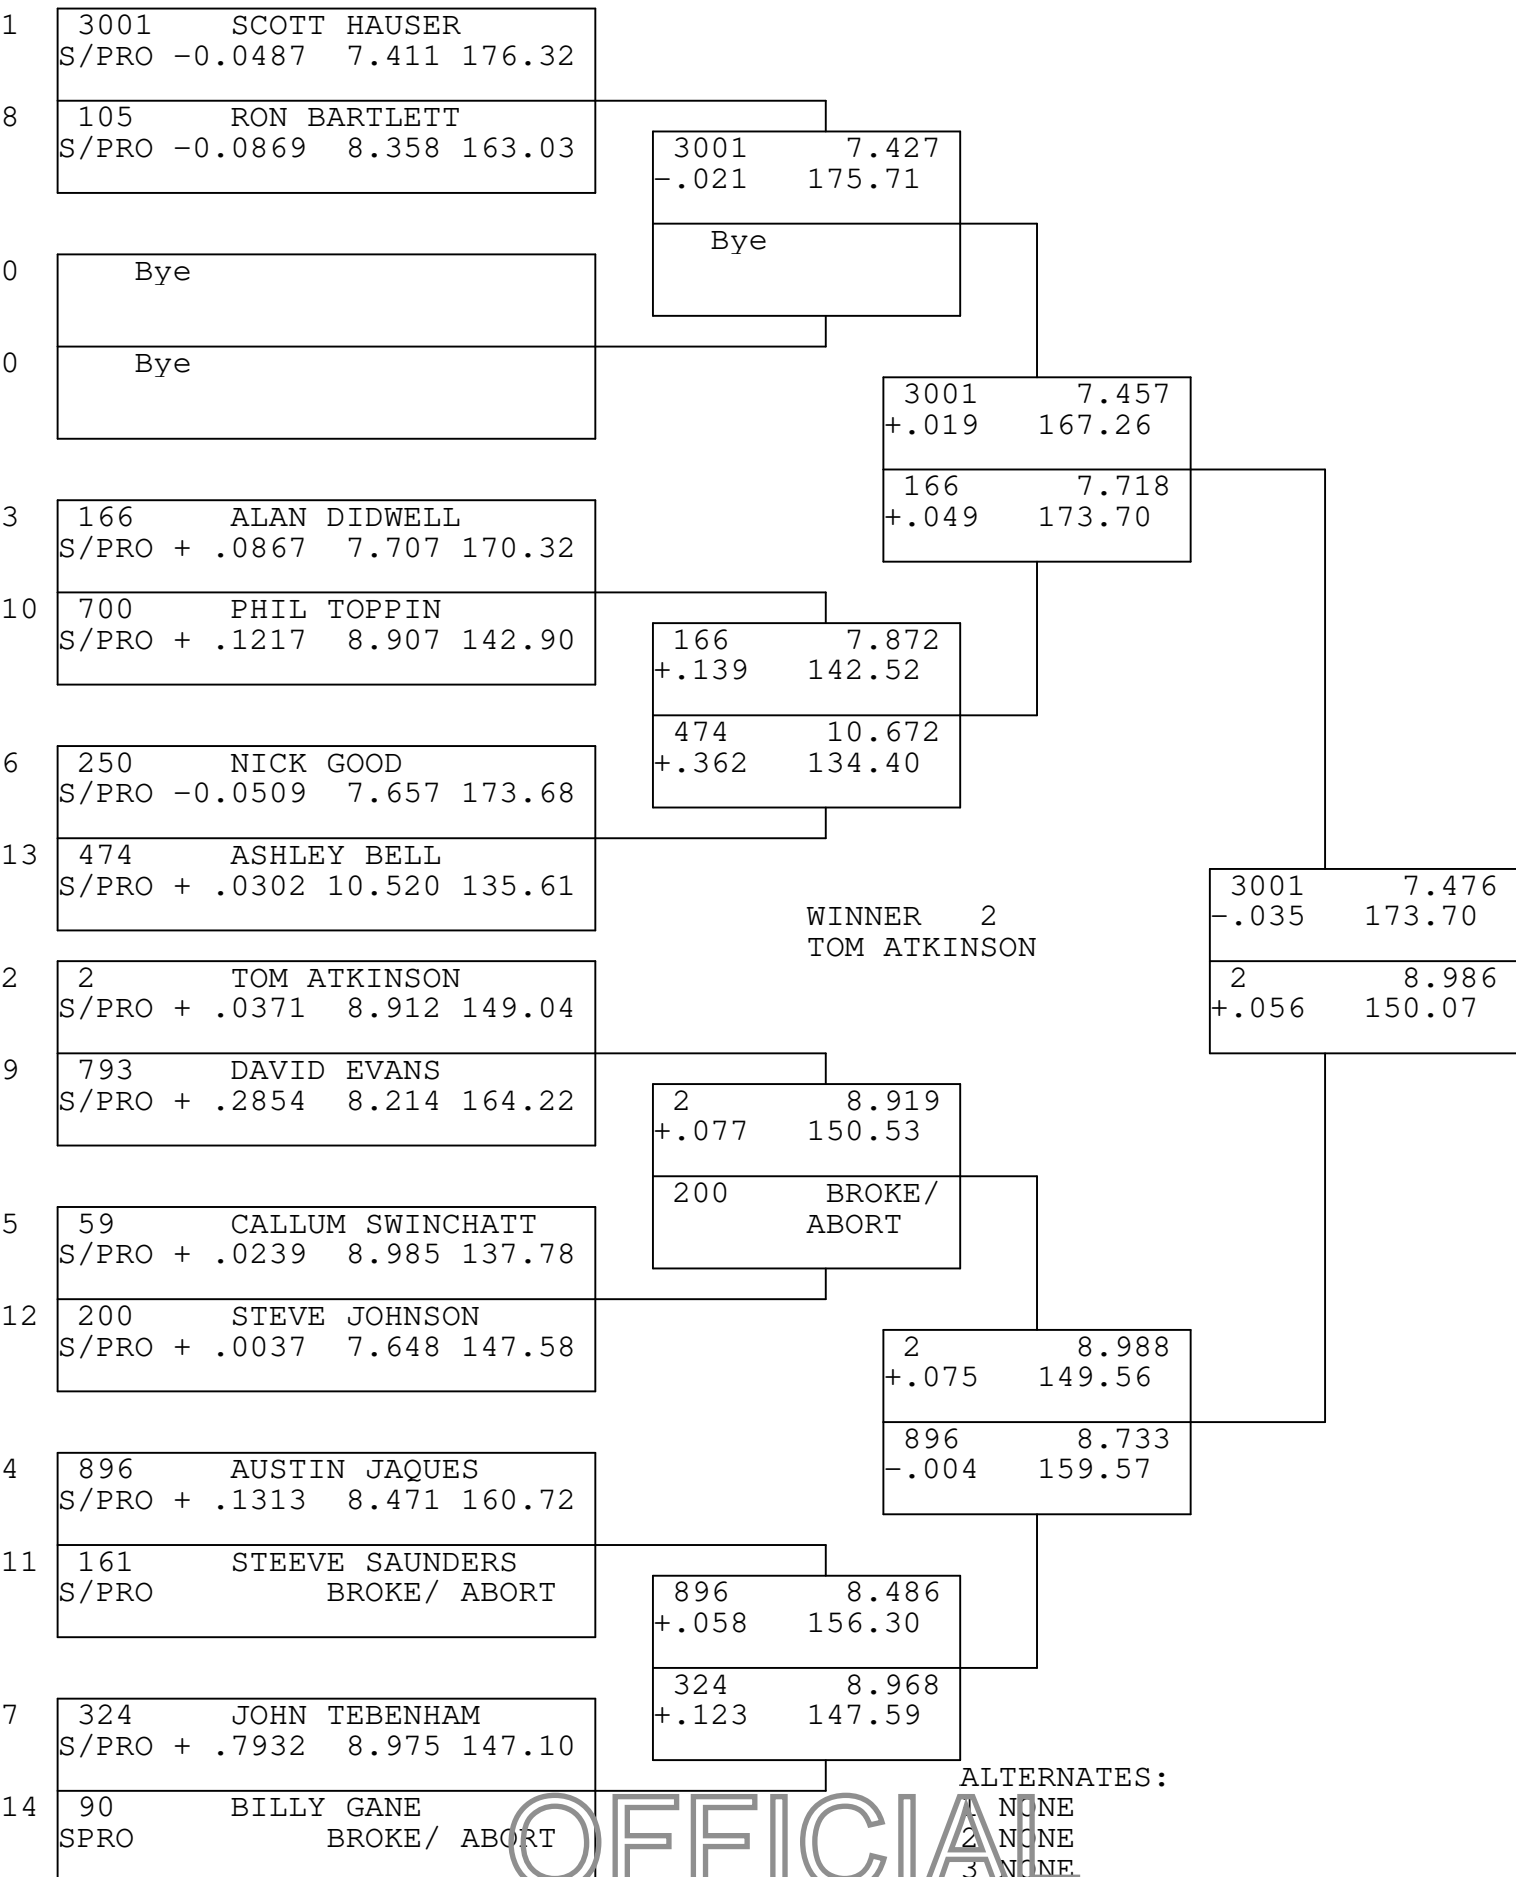 1 3001 SCOTT HAUSER
S/PRO -0.0487 7.411 176.32
8 105 RON BARTLETT
S/PRO -0.0869 8.358 163.03
0 Bye
0 Bye
3 166 ALAN DIDWELL
S/PRO + .0867 7.707 170.32
10 700 PHIL TOPPIN
S/PRO + .1217 8.907 142.90
6 250 NICK GOOD
S/PRO -0.0509 7.657 173.68
13 474 ASHLEY BELL
S/PRO + .0302 10.520 135.61
2 2 TOM ATKINSON
S/PRO + .0371 8.912 149.04
9 793 DAVID EVANS
S/PRO + .2854 8.214 164.22
5 59 CALLUM SWINCHATT
S/PRO + .0239 8.985 137.78
12 200 STEVE JOHNSON
S/PRO + .0037 7.648 147.58
4 896 AUSTIN JAQUES
S/PRO + .1313 8.471 160.72
11 161 STEEVE SAUNDERS
S/PRO BROKE/ ABORT
7 324 JOHN TEBENHAM
S/PRO + .7932 8.975 147.10
14 90 BILLY GANE
SPRO BROKE/ ABORT
3001 7.427
-.021 175.71
Bye
166 7.872
+.139 142.52
474 10.672
+.362 134.40
2 8.919
+.077 150.53
200 BROKE/
ABORT
896 8.486
+.058 156.30
324 8.968
+.123 147.59
3001 7.457
+.019 167.26
166 7.718
+.049 173.70
2 8.988
+.075 149.56
896 8.733
-.004 159.57
3001 7.476
-.035 173.70
2 8.986
+.056 150.07
WINNER 2
TOM ATKINSON
ALTERNATES:
1 NONE
2 NONE
3 NONE
OFFICIAL